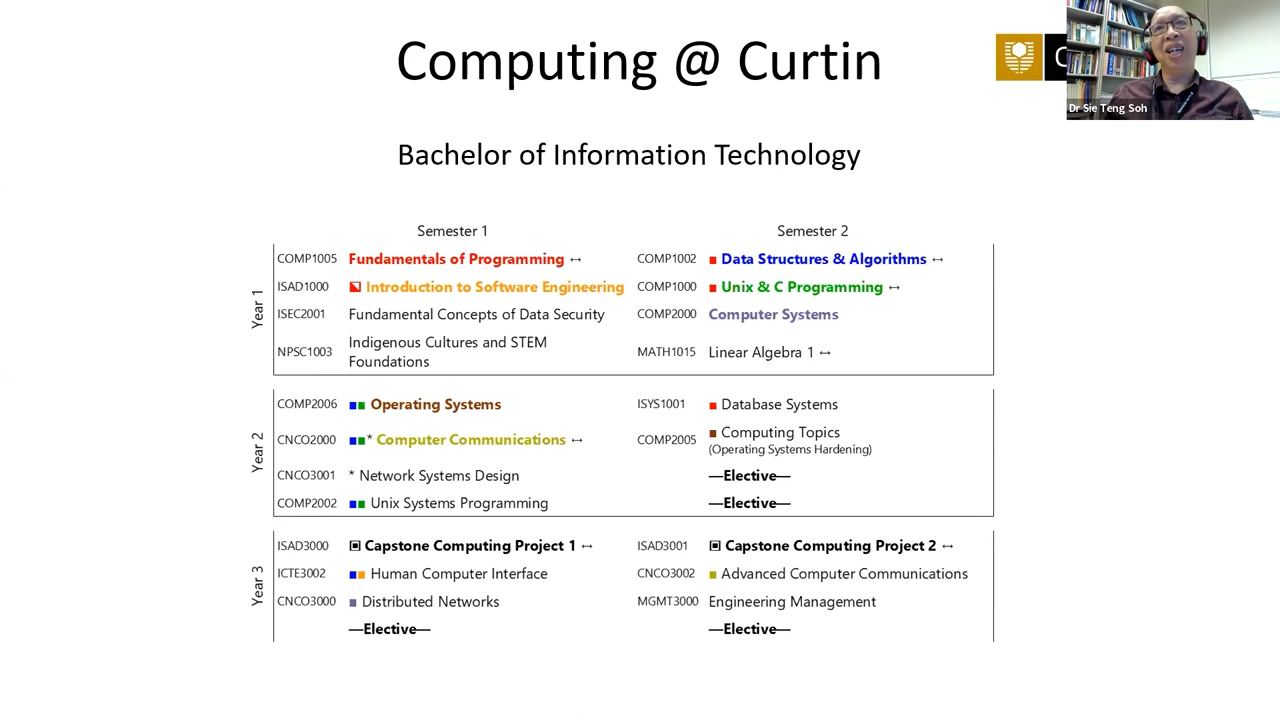 Computing @ Curtin
C
Dr Sie Teng Soh
Bachelor of Information Technology
Semester 1
Semester 2
Year 1
COMP1005 Fundamentals of Programming ↔
COMP1002 Data Structures & Algorithms ↔
ISAD1000 Introduction to Software Engineering
COMP1000 Unix & C Programming ↔
ISEC2001 Fundamental Concepts of Data Security
COMP2000 Computer Systems
NPSC1003 Indigenous Cultures and STEM
Foundations
MATH1015 Linear Algebra 1 ↔
Year 2
COMP2006 Operating Systems
ISYS1001 Database Systems
CNCO2000 * Computer Communications ↔
COMP2005 Computing Topics
(Operating Systems Hardening)
CNCO3001 * Network Systems Design
—Elective—
COMP2002 Unix Systems Programming
—Elective—
Year 3
ISAD3000 Capstone Computing Project 1 ↔
ISAD3001 Capstone Computing Project 2 ↔
ICTE3002 Human Computer Interface
CNCO3002 Advanced Computer Communications
CNCO3000 Distributed Networks
MGMT3000 Engineering Management
—Elective—
—Elective—